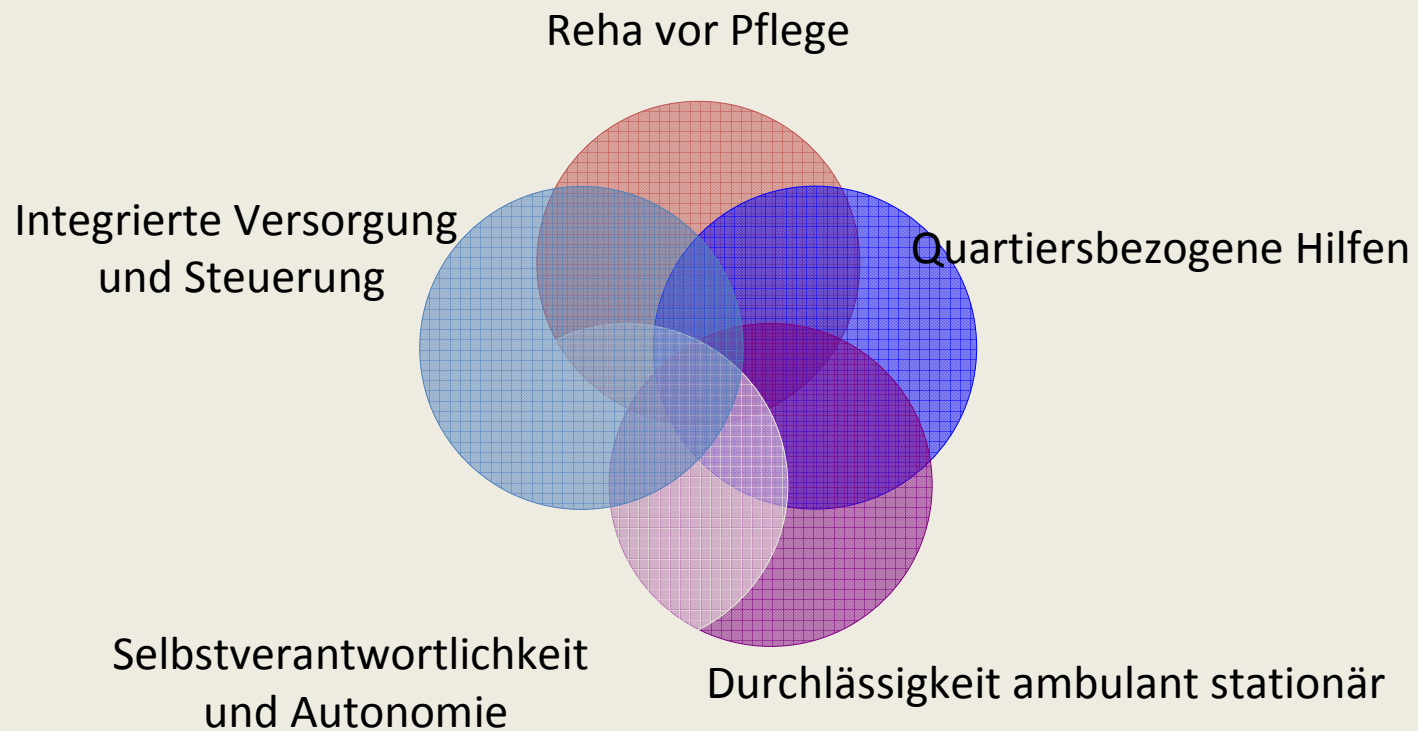 Reha vor Pflege
Integrierte Versorgung
und Steuerung
Quartiersbezogene Hilfen
Selbstverantwortlichkeit
und Autonomie
Durchlässigkeit ambulant stationär